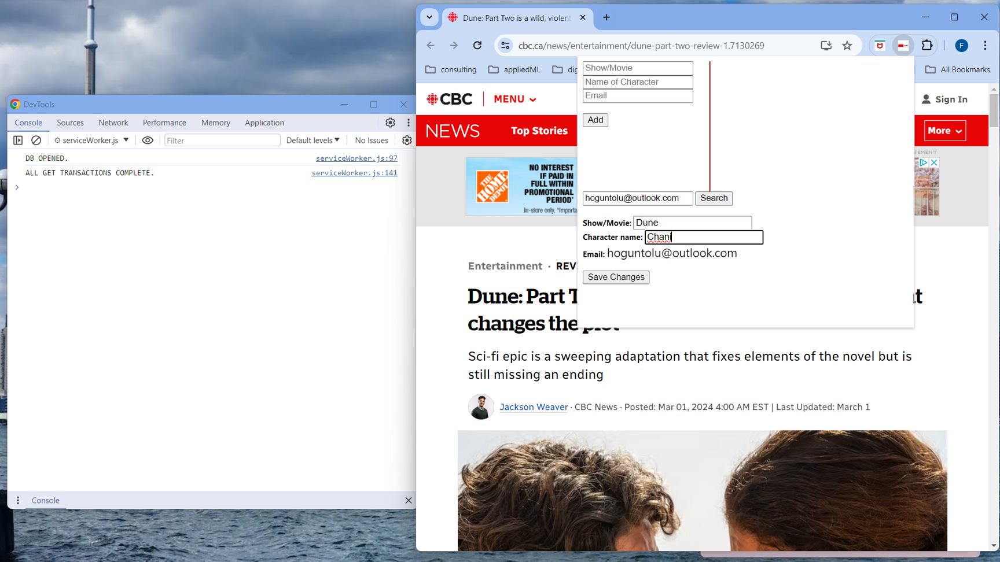 DevTools
Console Sources Network Performance Memory Application
serviceWorker.js Filter Default levels No Issues
DB OPENED. serviceWorker.js:97
ALL GET TRANSACTIONS COMPLETE. serviceWorker.js:141
Console
Dune: Part Two is a wild, violent
cbc.ca/news/entertainment/dune-part-two-review-1.7130269
F
consulting appliedML dig All Bookmarks
CBC MENU Sign In
NEWS Top Stories More
Show/Movie
Name of Character
Email
Add
hoguntolu@outlook.com Search
Show/Movie: Dune
Character name: Chani
Email: hoguntolu@outlook.com
Save Changes
SEMENT
THE HOME DEPOT
NO INTEREST
IF PAID IN
FULL WITHIN
PROMOTIONAL
PERIOD*
In-store only. *Importa
Entertainment · REV
Dune: Part T t
changes the plot
Sci-fi epic is a sweeping adaptation that fixes elements of the novel but is
still missing an ending
Jackson Weaver · CBC News · Posted: Mar 01, 2024 4:00 AM EST | Last Updated: March 1